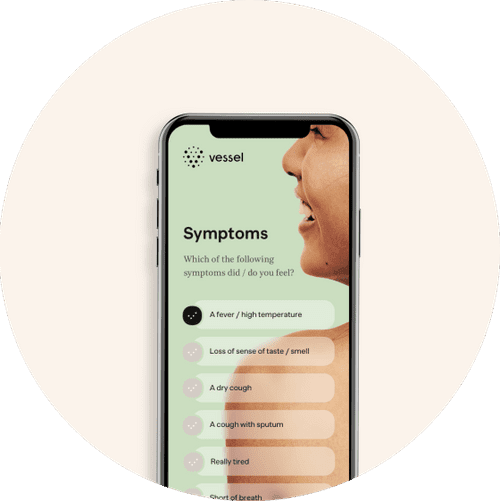 vessel
Symptoms
Which of the following
symptoms did / do you feel?
A fever / high temperature
Loss of sense of taste / smell
A dry cough
A cough with sputum
Really tired
Short of breath